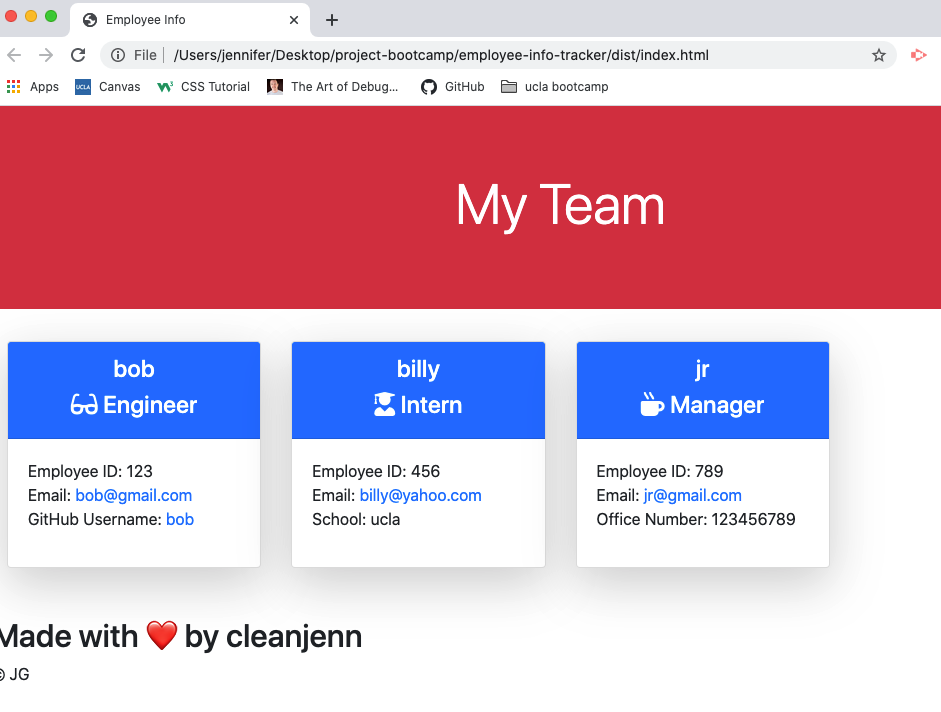 Employee Info
File /Users/jennifer/Desktop/project-bootcamp/employee-info-tracker/dist/index.html
Apps UCLA Canvas W3 CSS Tutorial The Art of Debug... GitHub ucla bootcamp
My Team
bob
Engineer
Employee ID: 123
Email: bob@gmail.com
GitHub Username: bob
billy
Intern
Employee ID: 456
Email: billy@yahoo.com
School: ucla
jr
Manager
Employee ID: 789
Email: jr@gmail.com
Office Number: 123456789
Made with ❤️ by cleanjenn
© JG